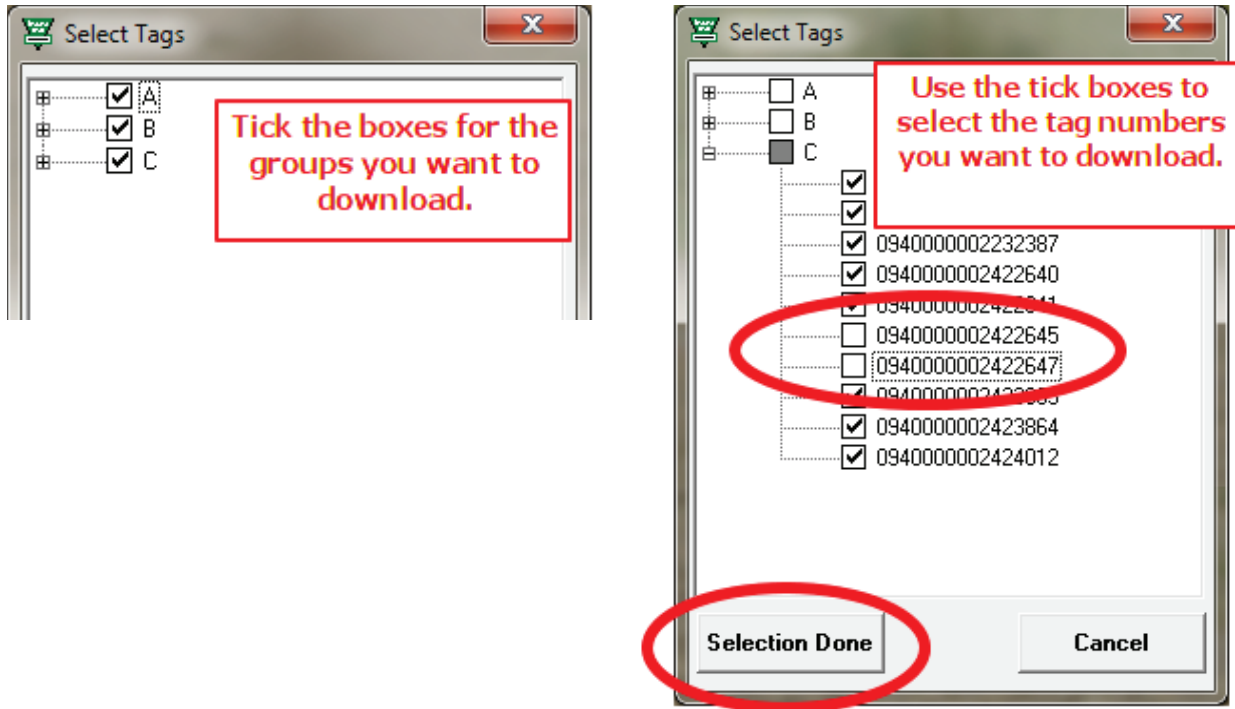 Select Tags
A
B
C
Tick the boxes for the
groups you want to
download.
Select Tags
A
B
C
Use the tick boxes to
select the tag numbers
you want to download.
0940000002232387
0940000002422640
0940000002422645
0940000002422647
0940000002423864
0940000002424012
Selection Done
Cancel